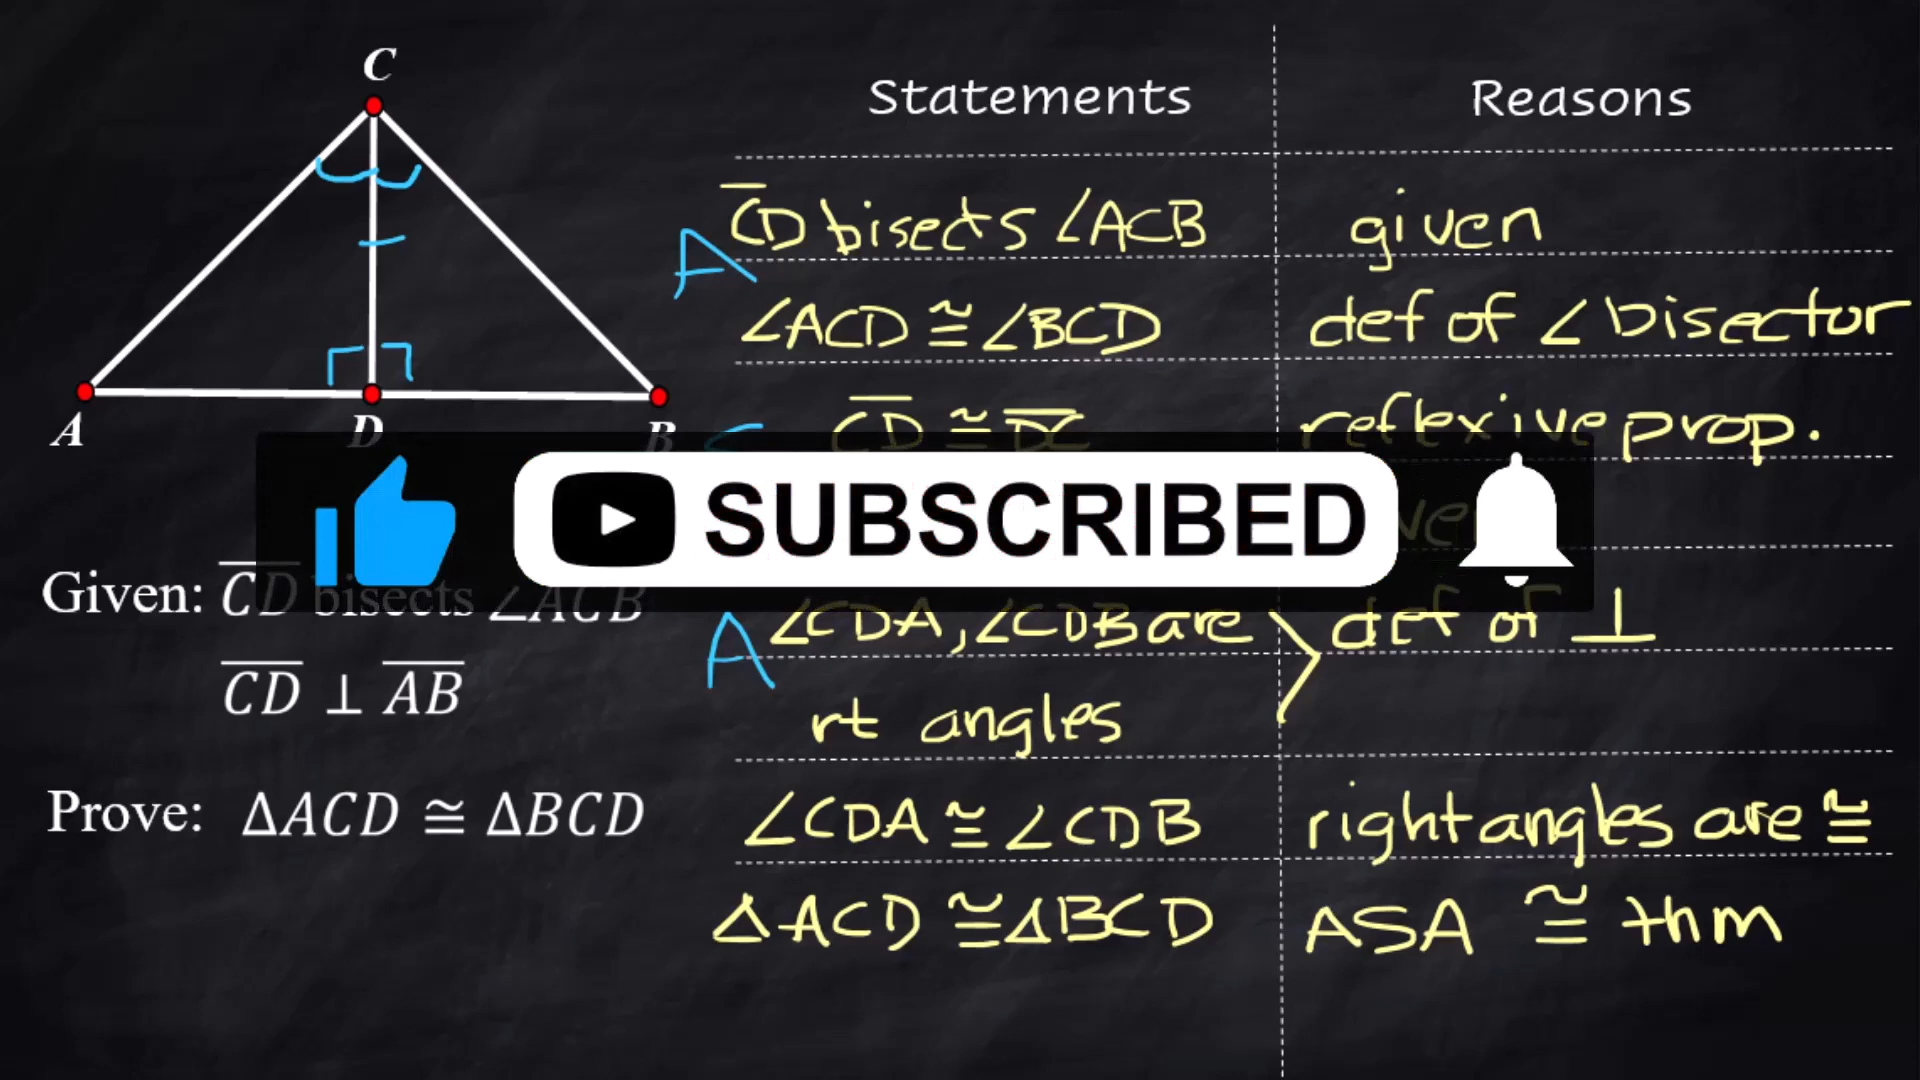 C
Statements Reasons
CD bisects ∠ACB given
A
∠ACD ≅ ∠BCD def of ∠ bisector
CD ≅ DC reflexive prop.
A D B
SUBSCRIBED
Given: CD bisects ∠ACB
A ∠CDA, ∠CDB are def of ⊥
CD ⊥ AB
rt angles
Prove: ΔACD ≅ ΔBCD
∠CDA ≅ ∠CDB right angles are ≅
ΔACD ≅ ΔBCD ASA ≅ thm